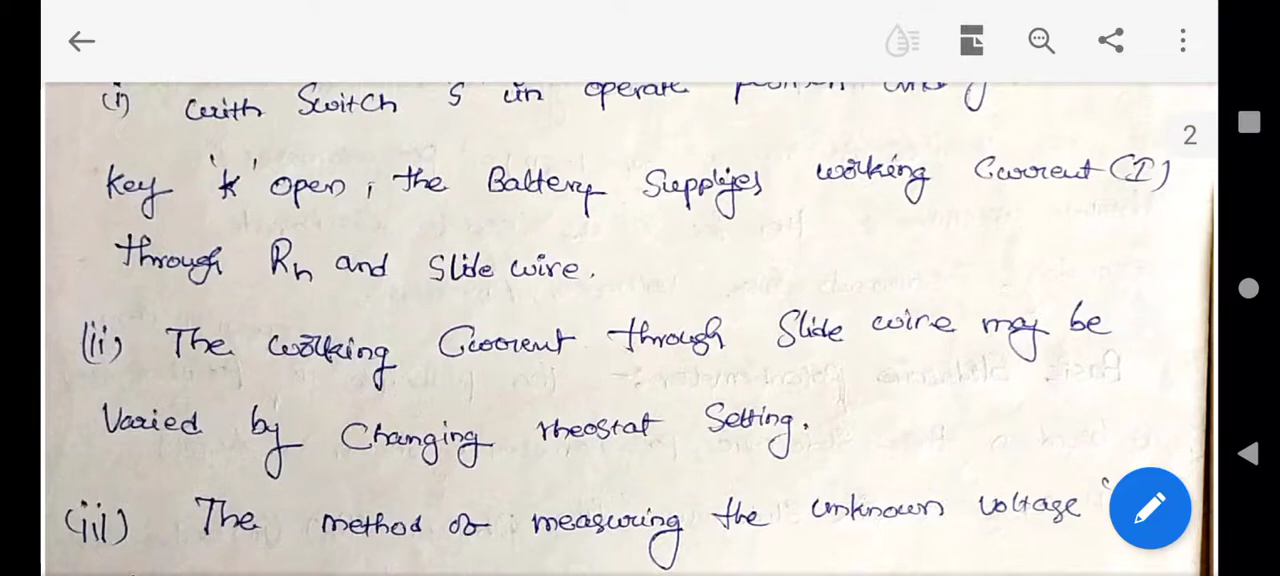 2
(i) with Switch S in operate
Key 'k' open, the Battery Supplies working Current (I)
through Rh and Slide wire.
(ii) The working Current through Slide wire may be
Varied by Changing rheostat Setting.
(iii) The method of measuring the unknown voltage